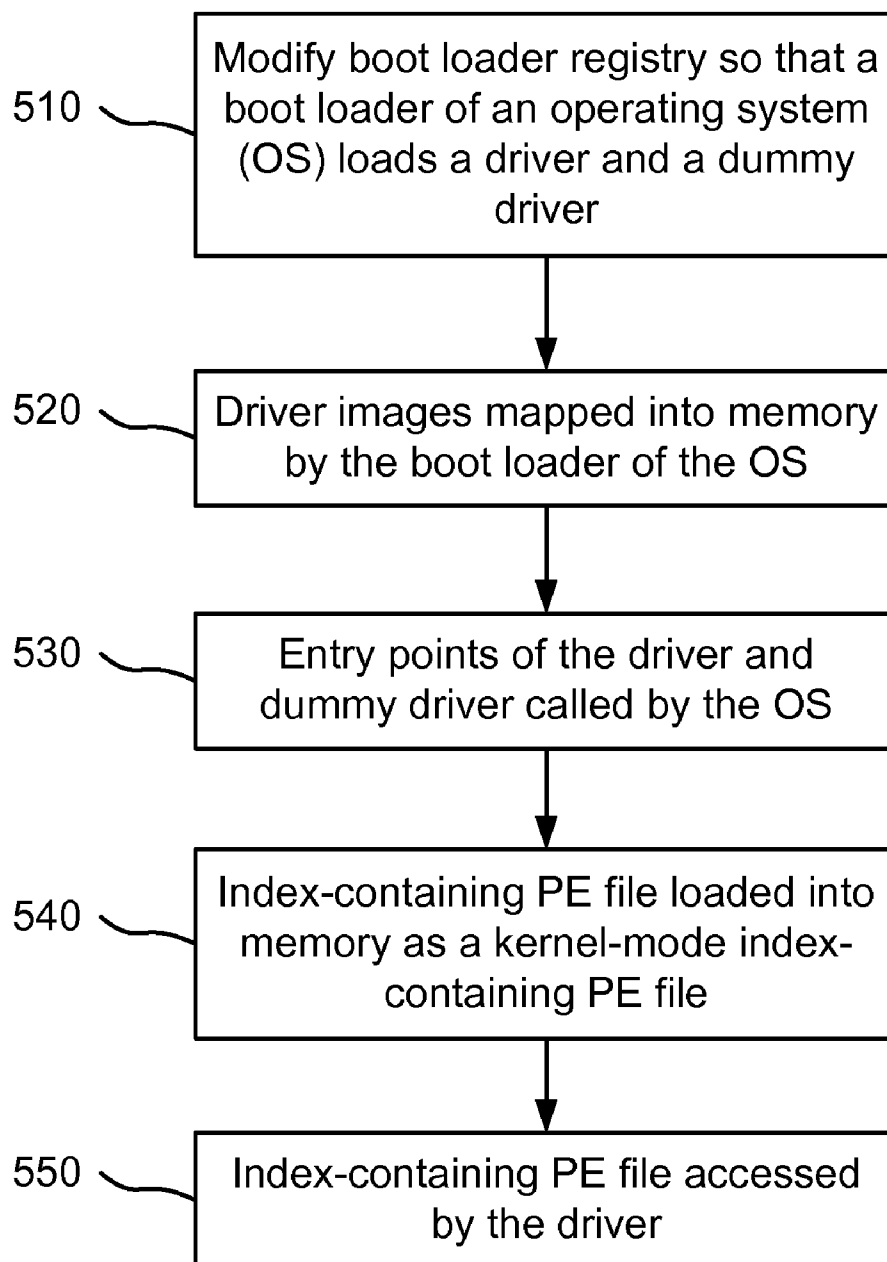 510
Modify boot loader registry so that a
boot loader of an operating system
(OS) loads a driver and a dummy
driver
520
Driver images mapped into memory
by the boot loader of the OS
530
Entry points of the driver and
dummy driver called by the OS
540
Index-containing PE file loaded into
memory as a kernel-mode index-
containing PE file
550
Index-containing PE file accessed
by the driver